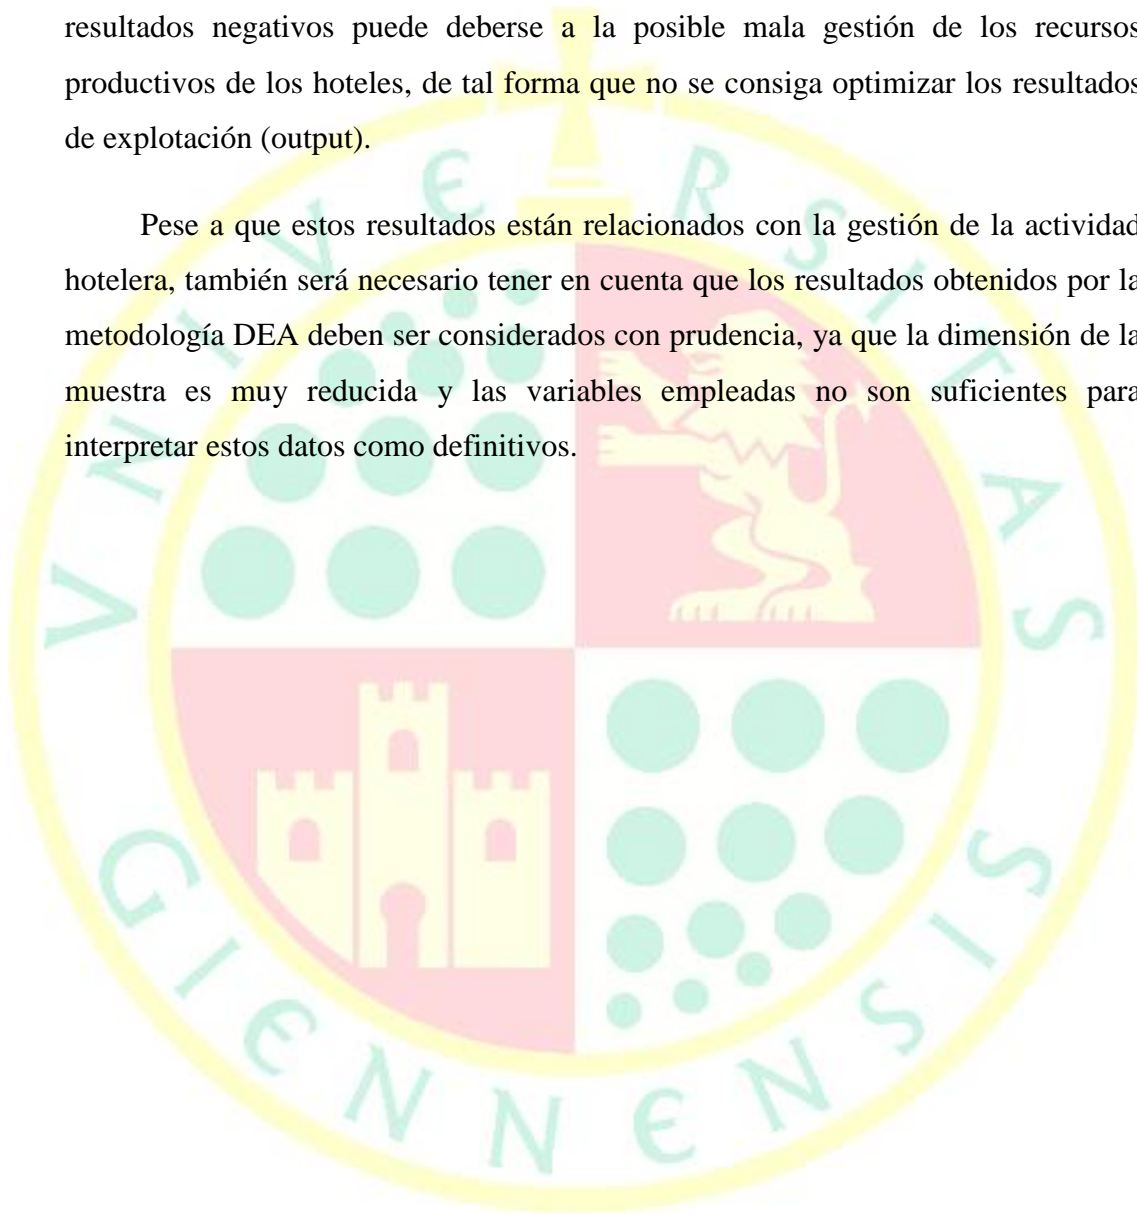 resultados negativos puede deberse a la posible mala gestión de los recursos
productivos de los hoteles, de tal forma que no se consiga optimizar los resultados
de explotación (output).
Pese a que estos resultados están relacionados con la gestión de la actividad
hotelera, también será necesario tener en cuenta que los resultados obtenidos por la
metodología DEA deben ser considerados con prudencia, ya que la dimensión de la
muestra es muy reducida y las variables empleadas no son suficientes para
interpretar estos datos como definitivos.
VNIVERSITAS
GIENNENSIS